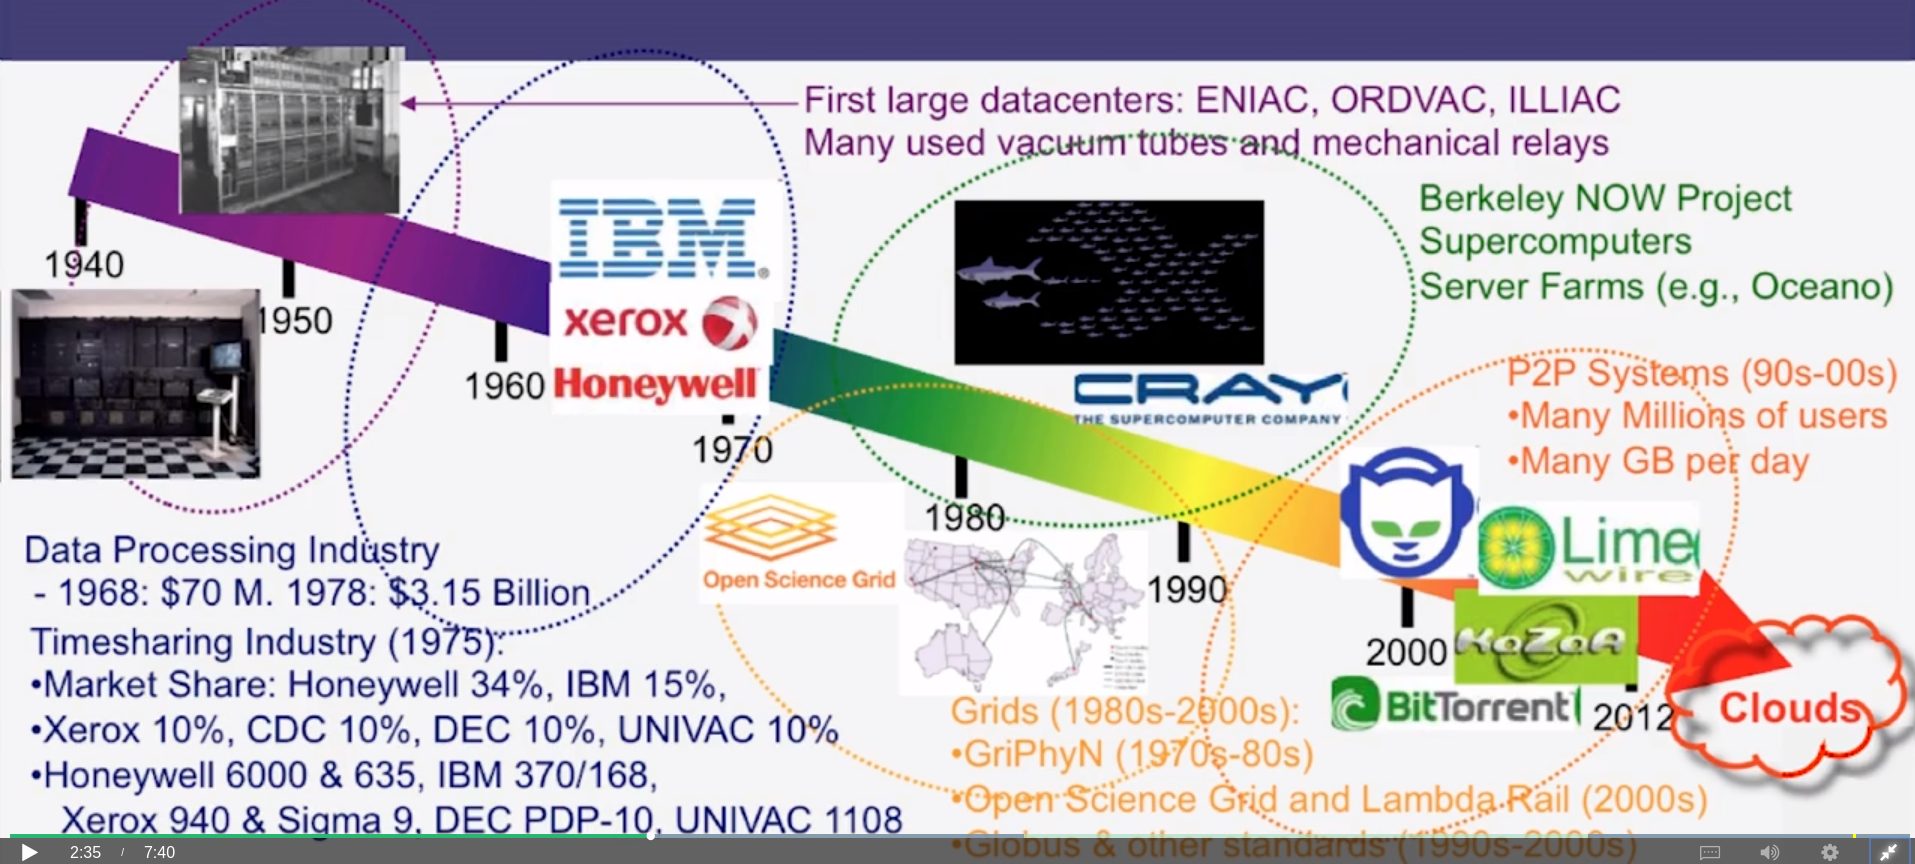 First large datacenters: ENIAC, ORDVAC, ILLIAC
Many used vacuum tubes and mechanical relays
Berkeley NOW Project
Supercomputers
Server Farms (e.g., Oceano)
1940
1950
1960
1970
1980
1990
2000
2012
IBM®
xerox
Honeywell
CRAY
THE SUPERCOMPUTER COMPANY
P2P Systems (90s-00s)
•Many Millions of users
•Many GB per day
Open Science Grid
Lime
wire
KaZaA
BitTorrent
Clouds
Data Processing Industry
- 1968: $70 M. 1978: $3.15 Billion
Timesharing Industry (1975):
•Market Share: Honeywell 34%, IBM 15%,
•Xerox 10%, CDC 10%, DEC 10%, UNIVAC 10%
•Honeywell 6000 & 635, IBM 370/168,
Xerox 940 & Sigma 9, DEC PDP-10, UNIVAC 1108
Grids (1980s-2000s):
•GriPhyN (1970s-80s)
•Open Science Grid and Lambda Rail (2000s)
•Globus & other standards (1990s-2000s)
2:35 / 7:40